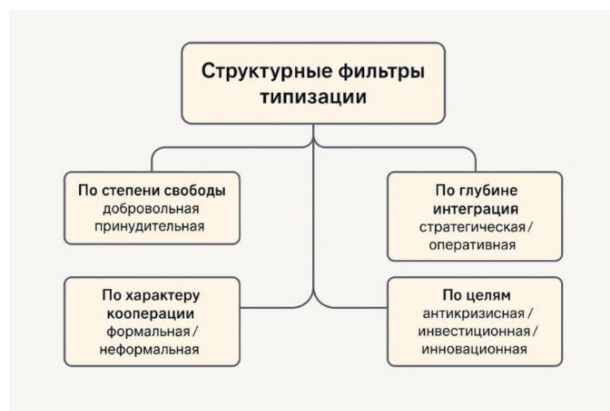 Структурные фильтры
типизации
По степени свободы
добровольная
принудительная
По глубине
интеграция
стратегическая /
оперативная
По характеру
кооперации
формальная /
неформальная
По целям
антикризисная /
инвестиционная /
инновационная